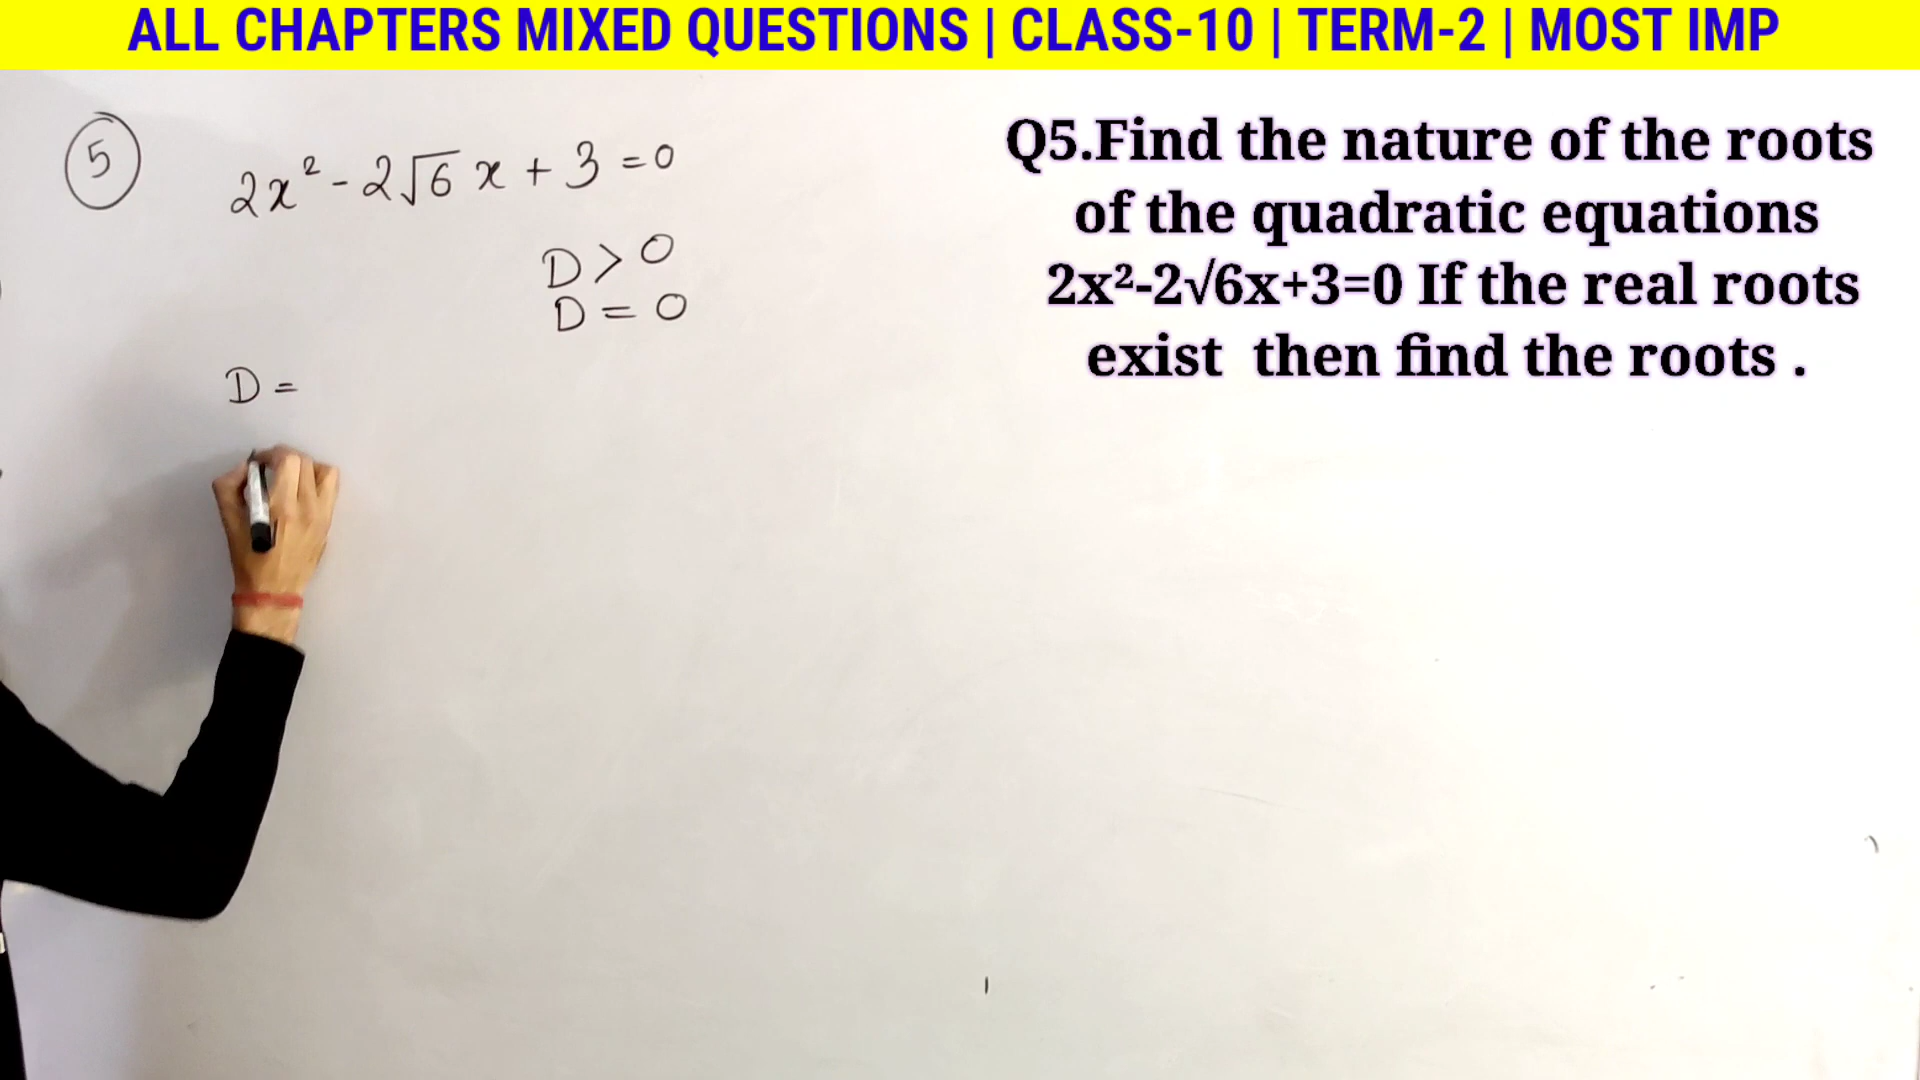 ALL CHAPTERS MIXED QUESTIONS | CLASS-10 | TERM-2 | MOST IMP
5
2x² - 2√6 x + 3 = 0
D > 0
D = 0
D =
Q5.Find the nature of the roots
of the quadratic equations
2x²-2√6x+3=0 If the real roots
exist then find the roots .